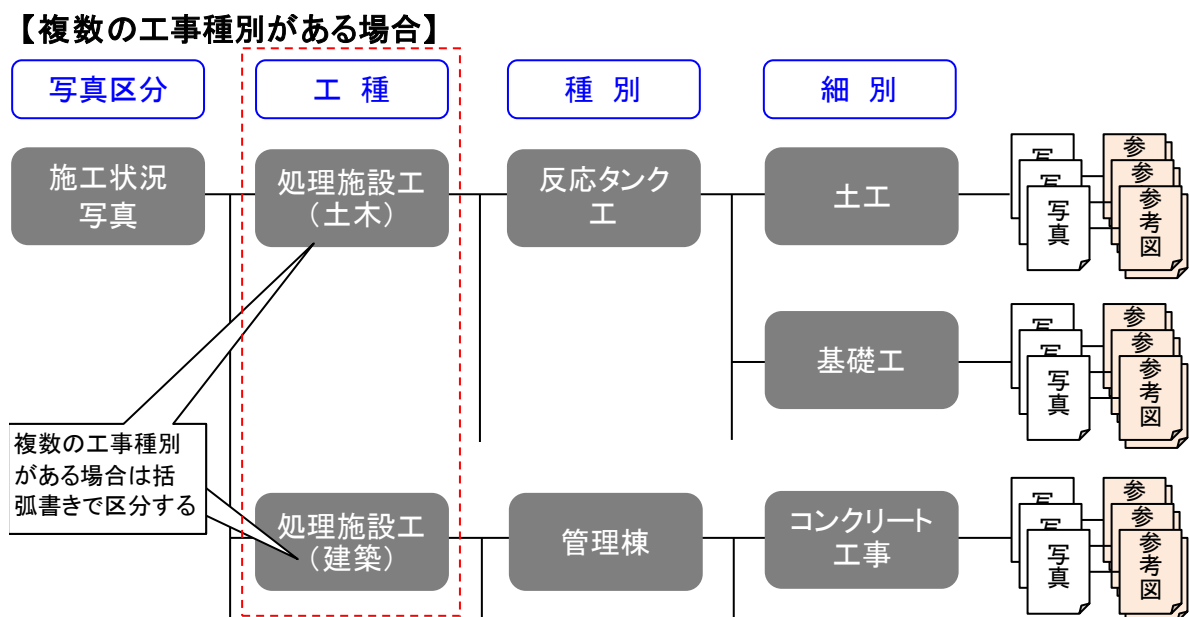 【複数の工事種別がある場合】
写真区分
工 種
種 別
細 別
施工状況
写真
処理施設工
（土木）
反応タンク
工
土工
写
写
写真
参
参
参考図
基礎工
写
写
写真
参
参
参考図
複数の工事種別
がある場合は括
弧書きで区分する
処理施設工
（建築）
管理棟
コンクリート
工事
写
写
写真
参
参
参考図